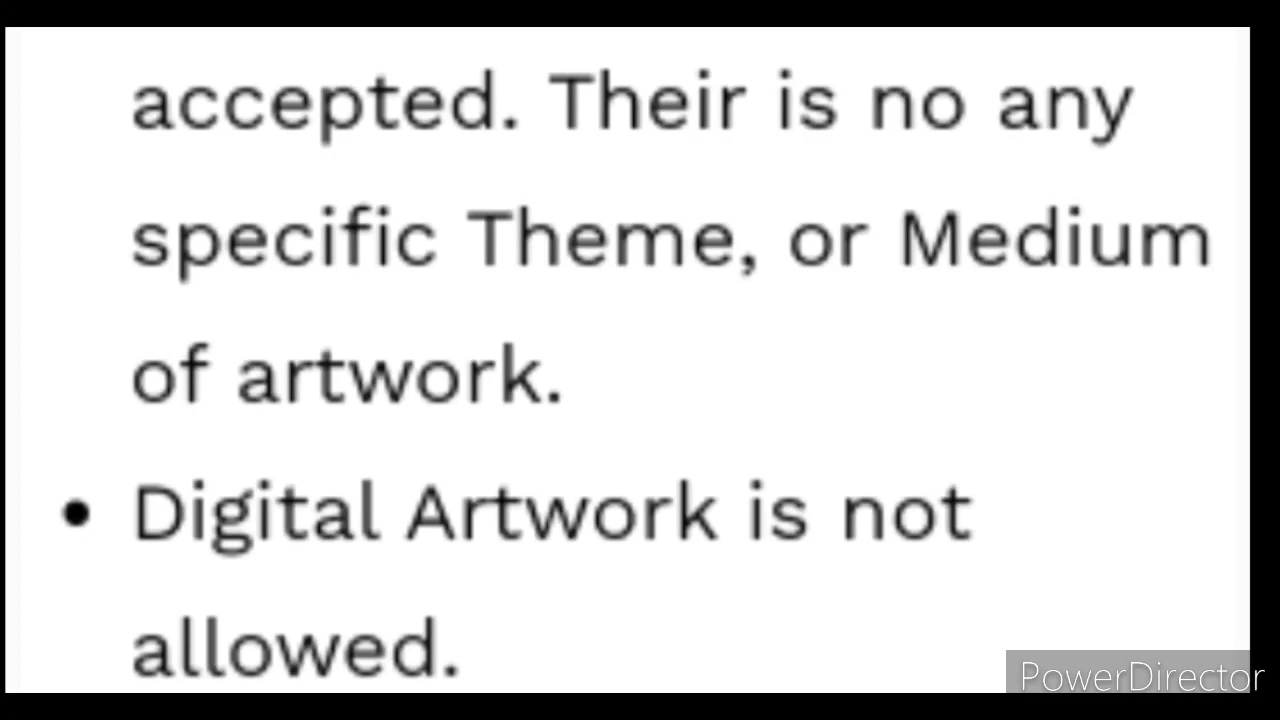 accepted. Their is no any
specific Theme, or Medium
of artwork.
• Digital Artwork is not
allowed.
PowerDirector